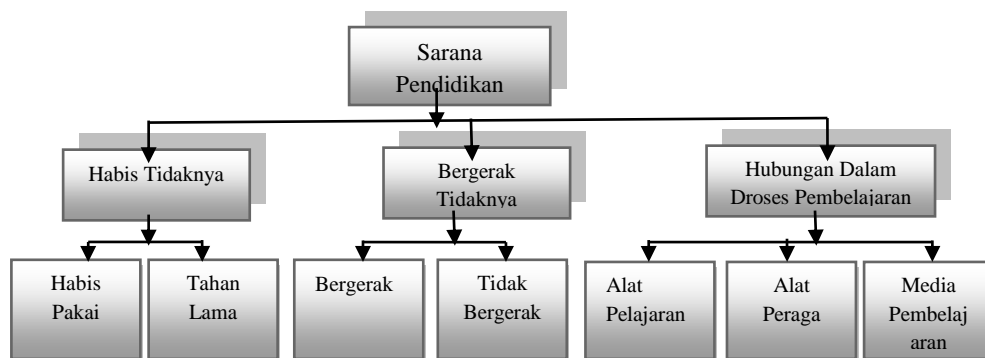 Sarana
Pendidikan
Habis Tidaknya
Bergerak
Tidaknya
Hubungan Dalam
Droses Pembelajaran
Habis
Pakai
Tahan
Lama
Bergerak
Tidak
Bergerak
Alat
Pelajaran
Alat
Peraga
Media
Pembelaj
aran